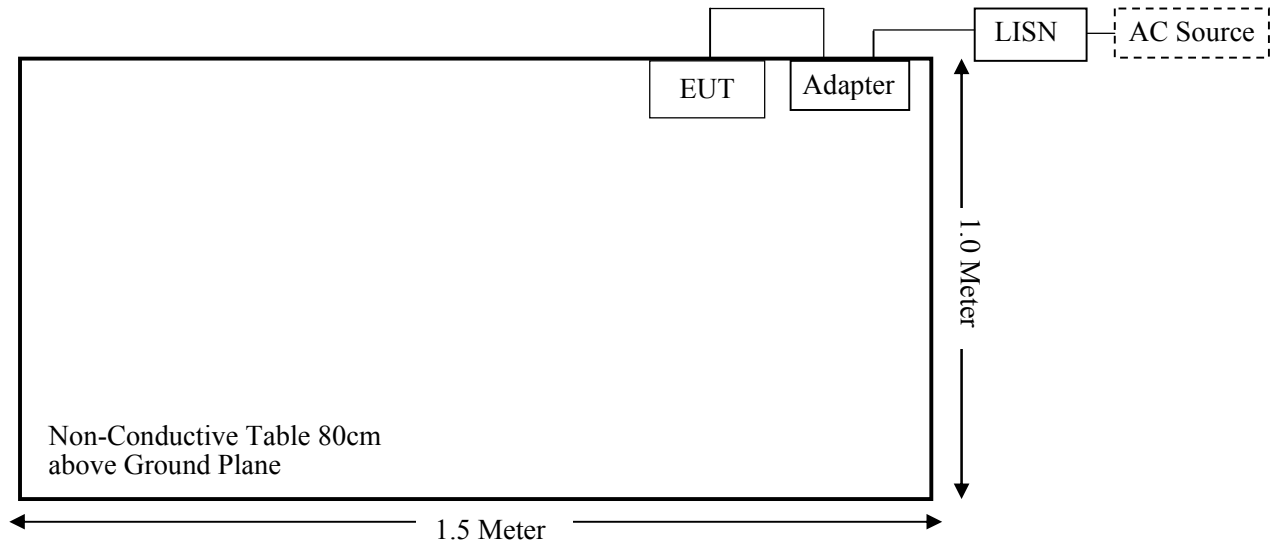 LISN
AC Source
EUT
Adapter
1.0 Meter
Non-Conductive Table 80cm
above Ground Plane
1.5 Meter